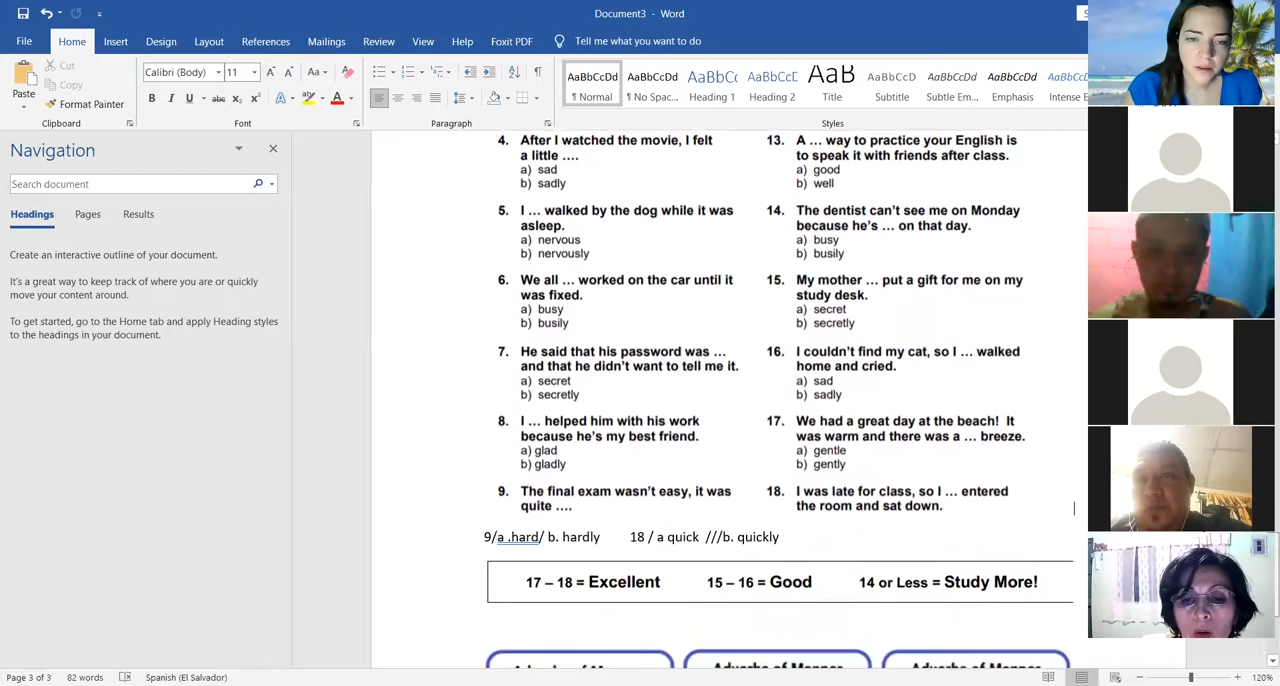 Document3 - Word
File Home Insert Design Layout References Mailings Review View Help Foxit PDF Tell me what you want to do
Paste
Cut
Copy
Format Painter
Clipboard
Calibri (Body) 11
Font
Paragraph
AaBbCcDd AaBbCcDd AaBbC AaBbCcD AaB AaBbCcD AaBbCcDd AaBbCcDd
¶ Normal ¶ No Spac... Heading 1 Heading 2 Title Subtitle Subtle Em... Emphasis Intense E
Styles
Navigation
Search document
Headings Pages Results
Create an interactive outline of your document.
It's a great way to keep track of where you are or quickly
move your content around.
To get started, go to the Home tab and apply Heading styles
to the headings in your document.
4. After I watched the movie, I felt
a little ....
a) sad
b) sadly
5. I ... walked by the dog while it was
asleep.
a) nervous
b) nervously
6. We all ... worked on the car until it
was fixed.
a) busy
b) busily
7. He said that his password was ...
and that he didn't want to tell me it.
a) secret
b) secretly
8. I ... helped him with his work
because he's my best friend.
a) glad
b) gladly
9. The final exam wasn't easy, it was
quite ....
13. A ... way to practice your English is
to speak it with friends after class.
a) good
b) well
14. The dentist can't see me on Monday
because he's ... on that day.
a) busy
b) busily
15. My mother ... put a gift for me on my
study desk.
a) secret
b) secretly
16. I couldn't find my cat, so I ... walked
home and cried.
a) sad
b) sadly
17. We had a great day at the beach! It
was warm and there was a ... breeze.
a) gentle
b) gently
18. I was late for class, so I ... entered
the room and sat down.
9/a .hard/ b. hardly 18 / a quick ///b. quickly
17 – 18 = Excellent 15 – 16 = Good 14 or Less = Study More!
Page 3 of 3 82 words Spanish (El Salvador) 120%